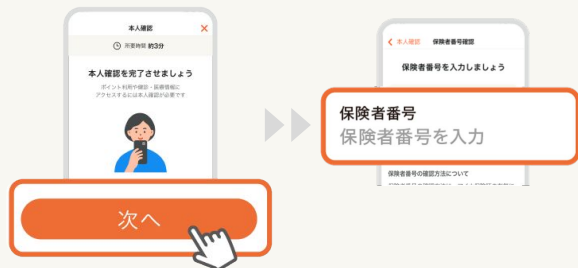 本人確認
所要時間 約3分
本人確認を完了させましょう
ポイント利用や健診・医療情報に
アクセスするには本人確認が必要です
次へ
本人確認 保険者番号確認
保険者番号を入力しましょう
保険者番号
保険者番号を入力
保険者番号の確認方法について